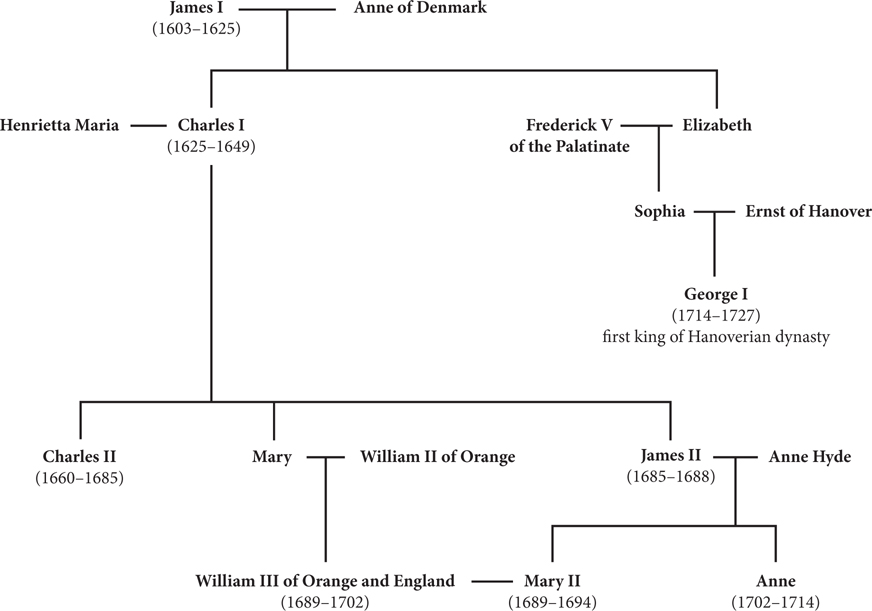 James I
Anne of Denmark
(1603–1625)
Henrietta Maria
Charles I
(1625–1649)
Frederick V
of the Palatinate
Elizabeth
Sophia
Ernst of Hanover
George I
(1714–1727)
first king of Hanoverian dynasty
Charles II
(1660–1685)
Mary
William II of Orange
James II
(1685–1688)
Anne Hyde
William III of Orange and England
(1689–1702)
Mary II
(1689–1694)
Anne
(1702–1714)